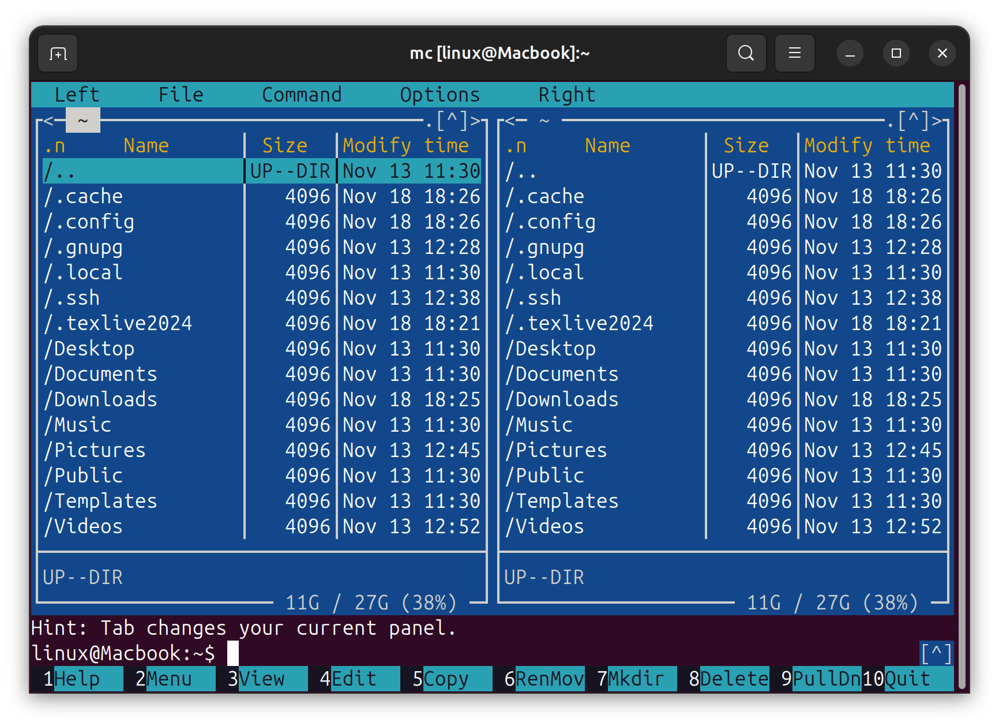 mc [linux@Macbook]:~
Left File Command Options Right
<─ ~ .[^]> <─ ~ .[^]>
.n Name Size Modify time .n Name Size Modify time
/.. UP--DIR Nov 13 11:30 /.. UP--DIR Nov 13 11:30
/.cache 4096 Nov 18 18:26 /.cache 4096 Nov 18 18:26
/.config 4096 Nov 18 18:26 /.config 4096 Nov 18 18:26
/.gnupg 4096 Nov 13 12:28 /.gnupg 4096 Nov 13 12:28
/.local 4096 Nov 13 11:30 /.local 4096 Nov 13 11:30
/.ssh 4096 Nov 13 12:38 /.ssh 4096 Nov 13 12:38
/.texlive2024 4096 Nov 18 18:21 /.texlive2024 4096 Nov 18 18:21
/Desktop 4096 Nov 13 11:30 /Desktop 4096 Nov 13 11:30
/Documents 4096 Nov 13 11:30 /Documents 4096 Nov 13 11:30
/Downloads 4096 Nov 18 18:25 /Downloads 4096 Nov 18 18:25
/Music 4096 Nov 13 11:30 /Music 4096 Nov 13 11:30
/Pictures 4096 Nov 13 12:45 /Pictures 4096 Nov 13 12:45
/Public 4096 Nov 13 11:30 /Public 4096 Nov 13 11:30
/Templates 4096 Nov 13 11:30 /Templates 4096 Nov 13 11:30
/Videos 4096 Nov 13 12:52 /Videos 4096 Nov 13 12:52
UP--DIR UP--DIR
11G / 27G (38%) 11G / 27G (38%)
Hint: Tab changes your current panel.
linux@Macbook:~$ [^]
1Help 2Menu 3View 4Edit 5Copy 6RenMov 7Mkdir 8Delete 9PullDn 10Quit